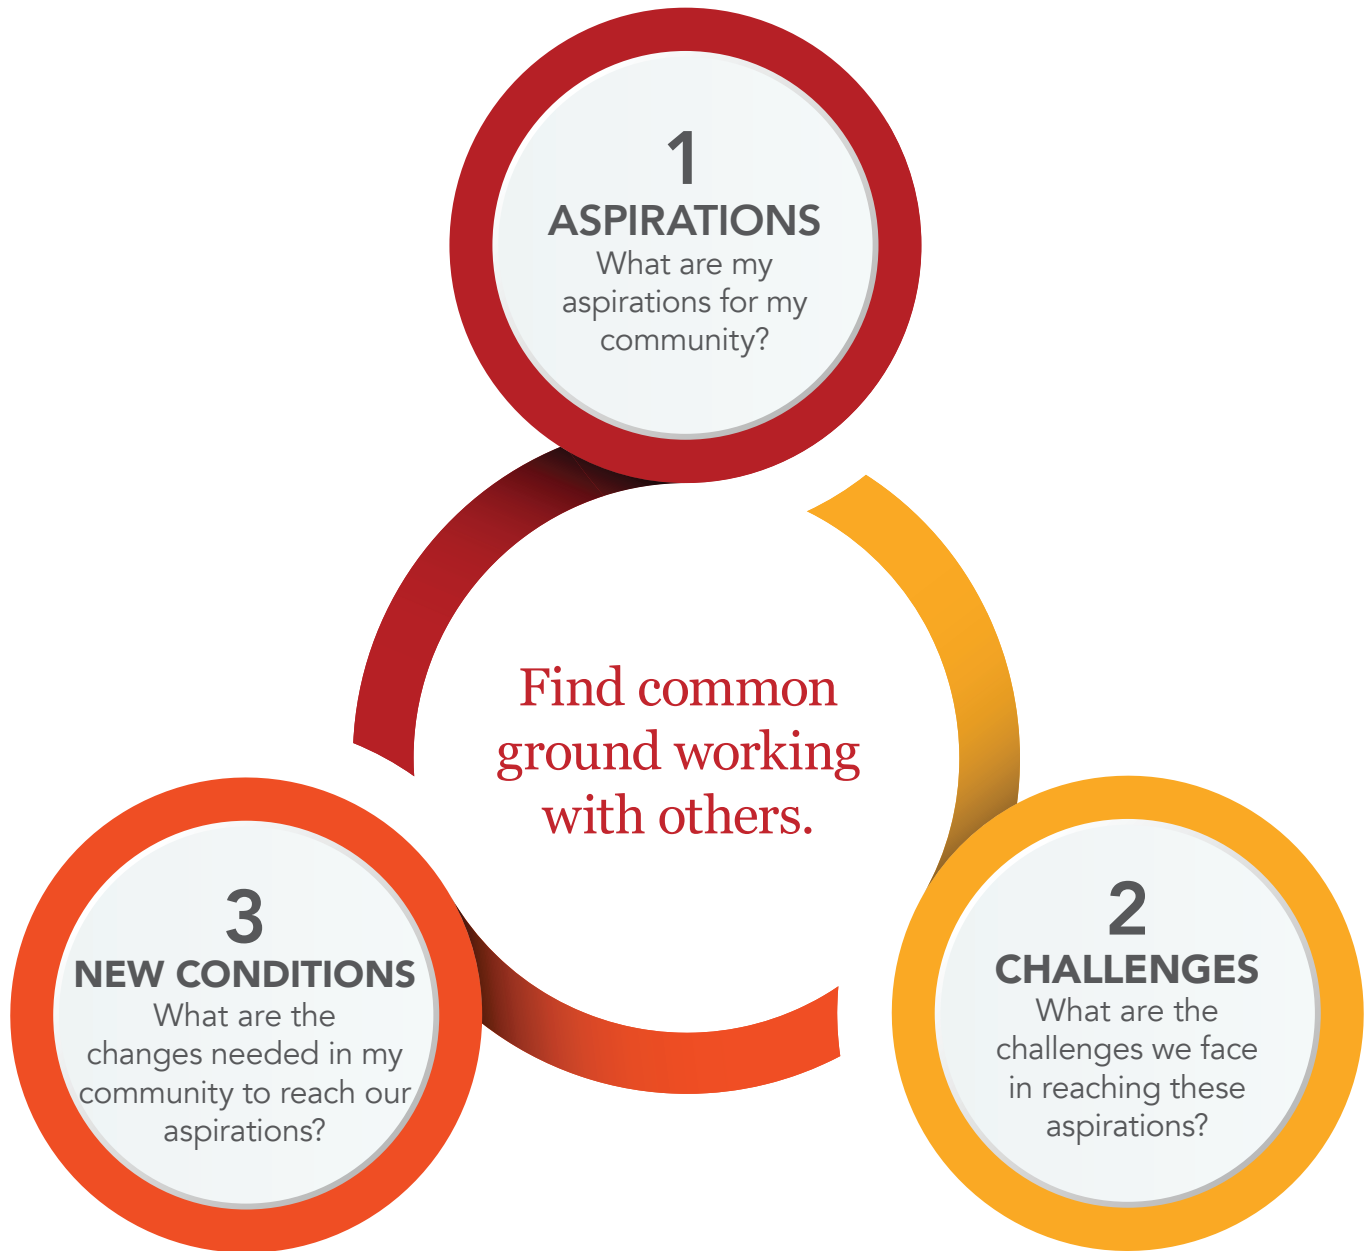 1
ASPIRATIONS
What are my
aspirations for my
community?
Find common
ground working
with others.
2
CHALLENGES
What are the
challenges we face
in reaching these
aspirations?
3
NEW CONDITIONS
What are the
changes needed in my
community to reach our
aspirations?